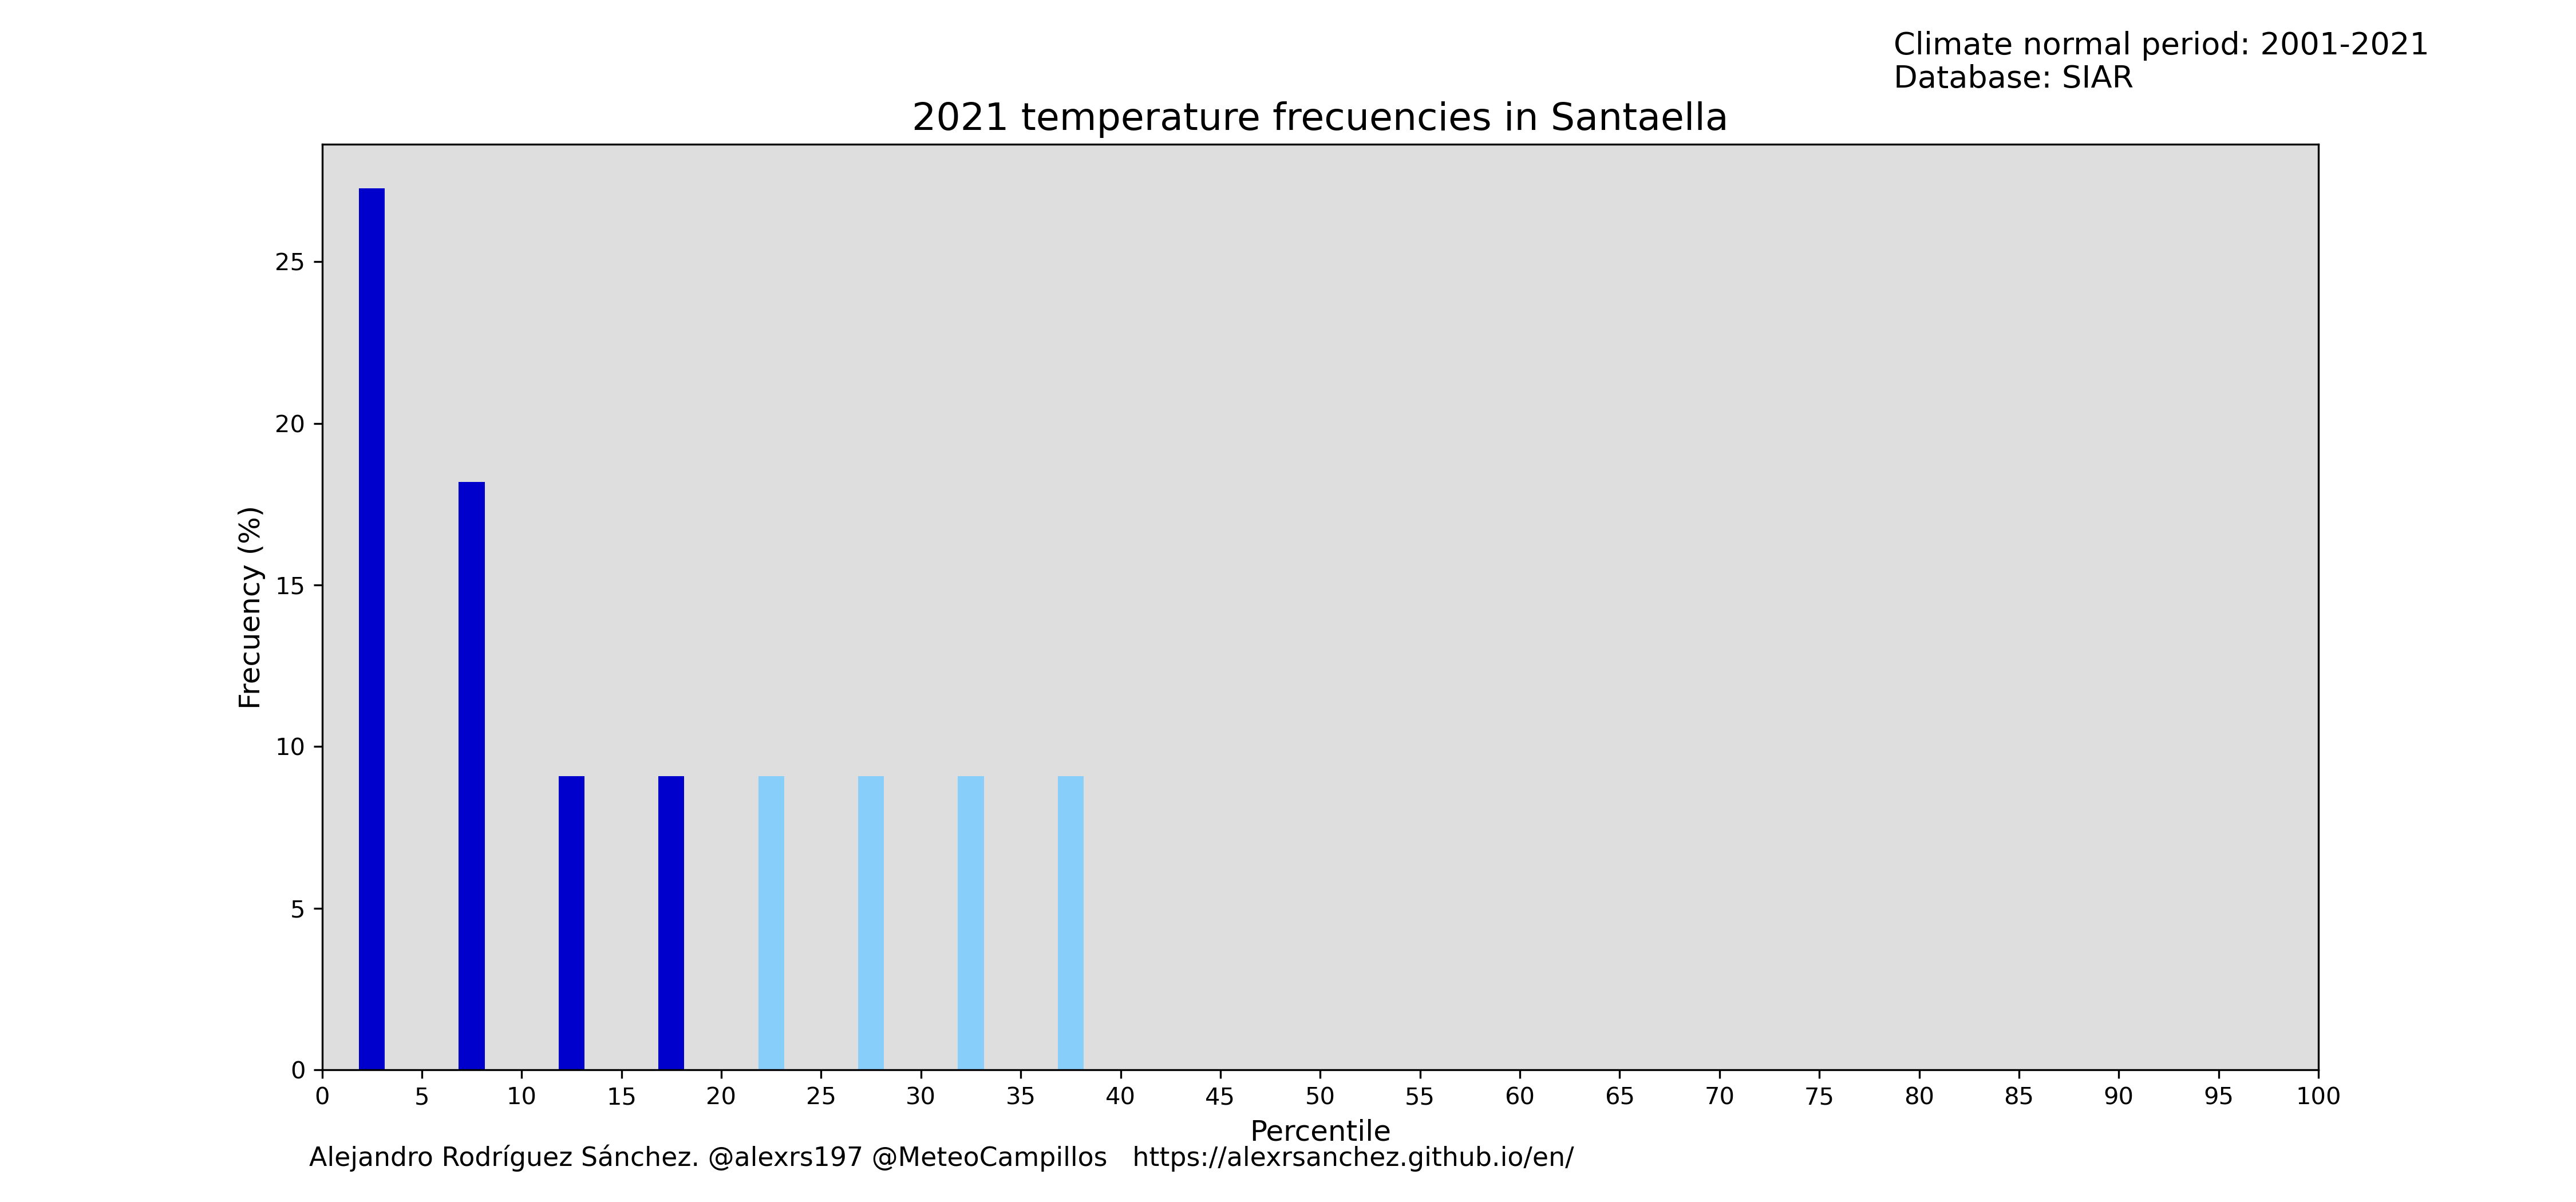 Climate normal period: 2001-2021
Database: SIAR
2021 temperature frecuencies in Santaella
Frecuency (%)
25
20
15
10
5
0
0 5 10 15 20 25 30 35 40 45 50 55 60 65 70 75 80 85 90 95 100
Percentile
Alejandro Rodríguez Sánchez. @alexrs197 @MeteoCampillos https://alexrsanchez.github.io/en/